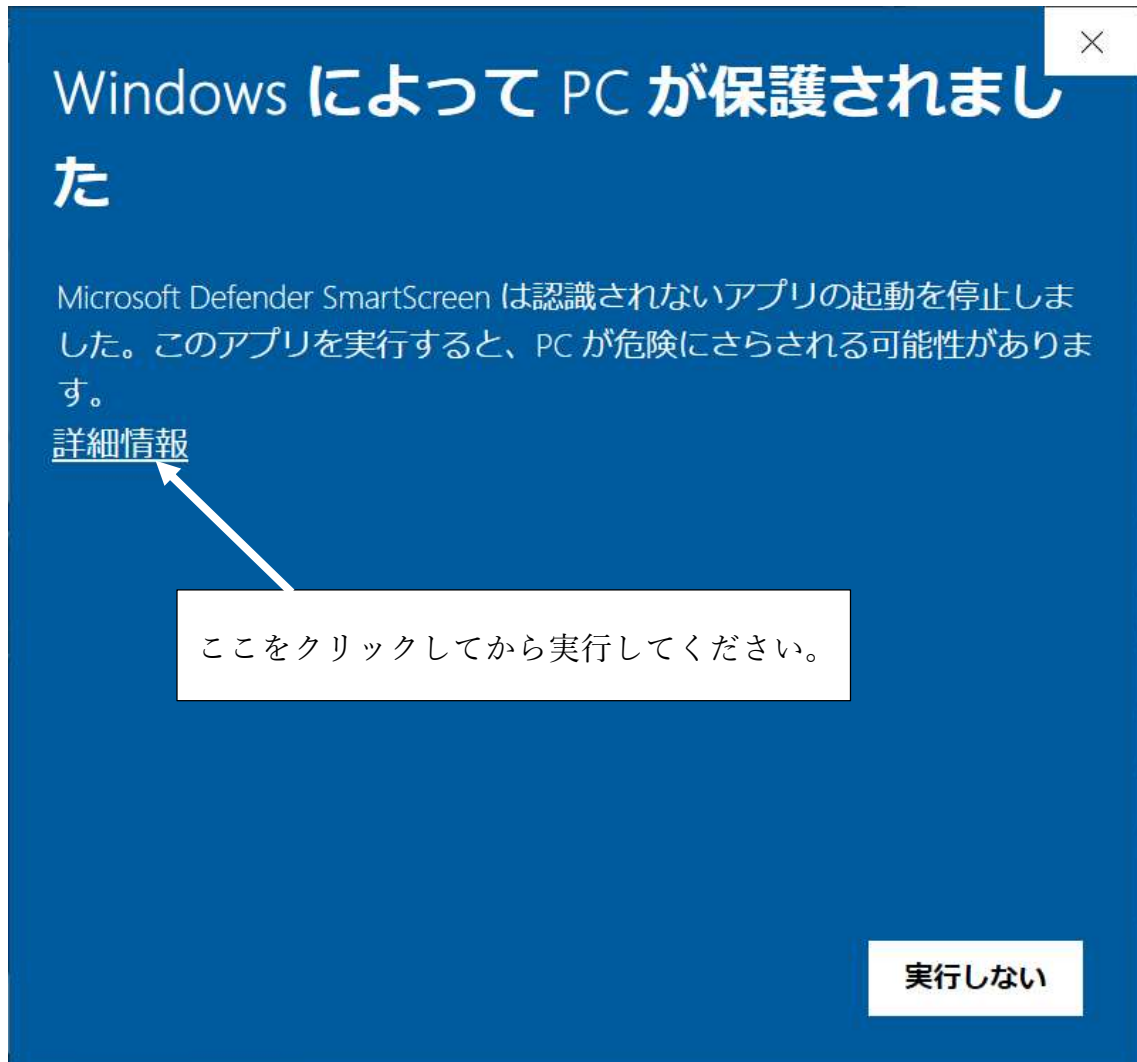 Windows によって PC が保護されまし
た
Microsoft Defender SmartScreen は認識されないアプリの起動を停止しま
した。このアプリを実行すると、PC が危険にさらされる可能性がありま
す。
詳細情報
ここをクリックしてから実行してください。
実行しない